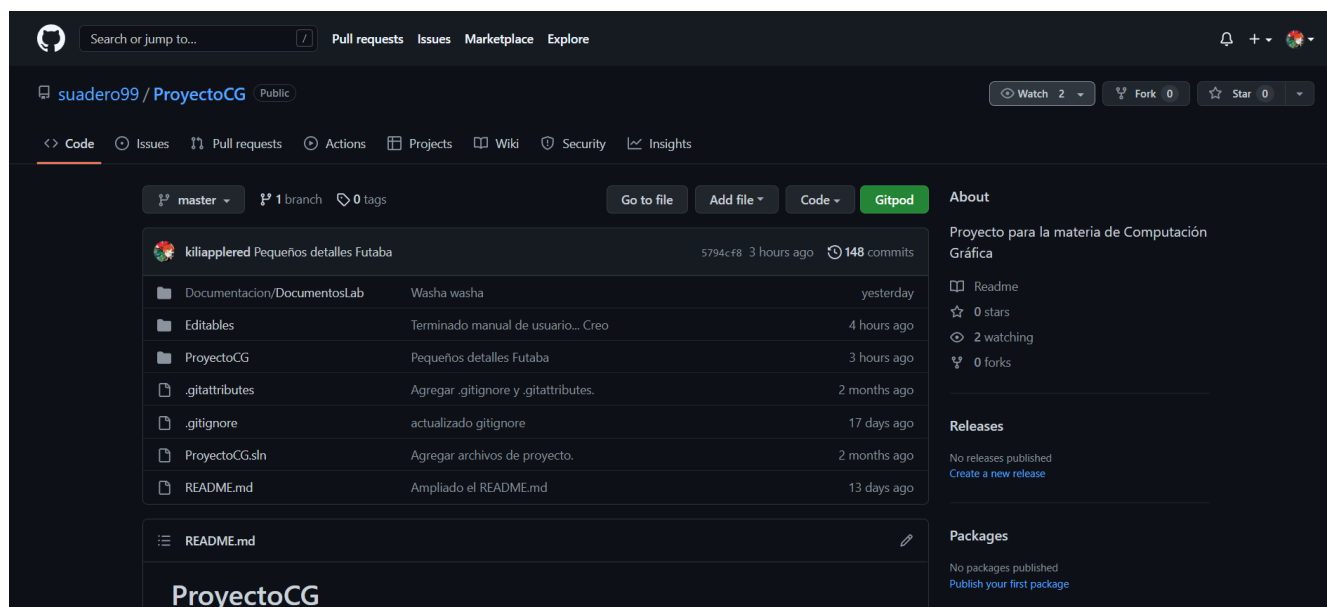 Search or jump to... / Pull requests Issues Marketplace Explore
suadero99 / ProyectoCG Public Watch 2 Fork 0 Star 0
Code Issues Pull requests Actions Projects Wiki Security Insights
master 1 branch 0 tags Go to file Add file Code Gitpod
kiliapplered Pequeños detalles Futaba 5794cf8 3 hours ago 148 commits
Documentacion/DocumentosLab Washa washa yesterday
Editables Terminado manual de usuario... Creo 4 hours ago
ProyectoCG Pequeños detalles Futaba 3 hours ago
.gitattributes Agregar .gitignore y .gitattributes. 2 months ago
.gitignore actualizado gitignore 17 days ago
ProyectoCG.sln Agregar archivos de proyecto. 2 months ago
README.md Ampliado el README.md 13 days ago
README.md
ProyectoCG
About
Proyecto para la materia de Computación
Gráfica
Readme
0 stars
2 watching
0 forks
Releases
No releases published
Create a new release
Packages
No packages published
Publish your first package